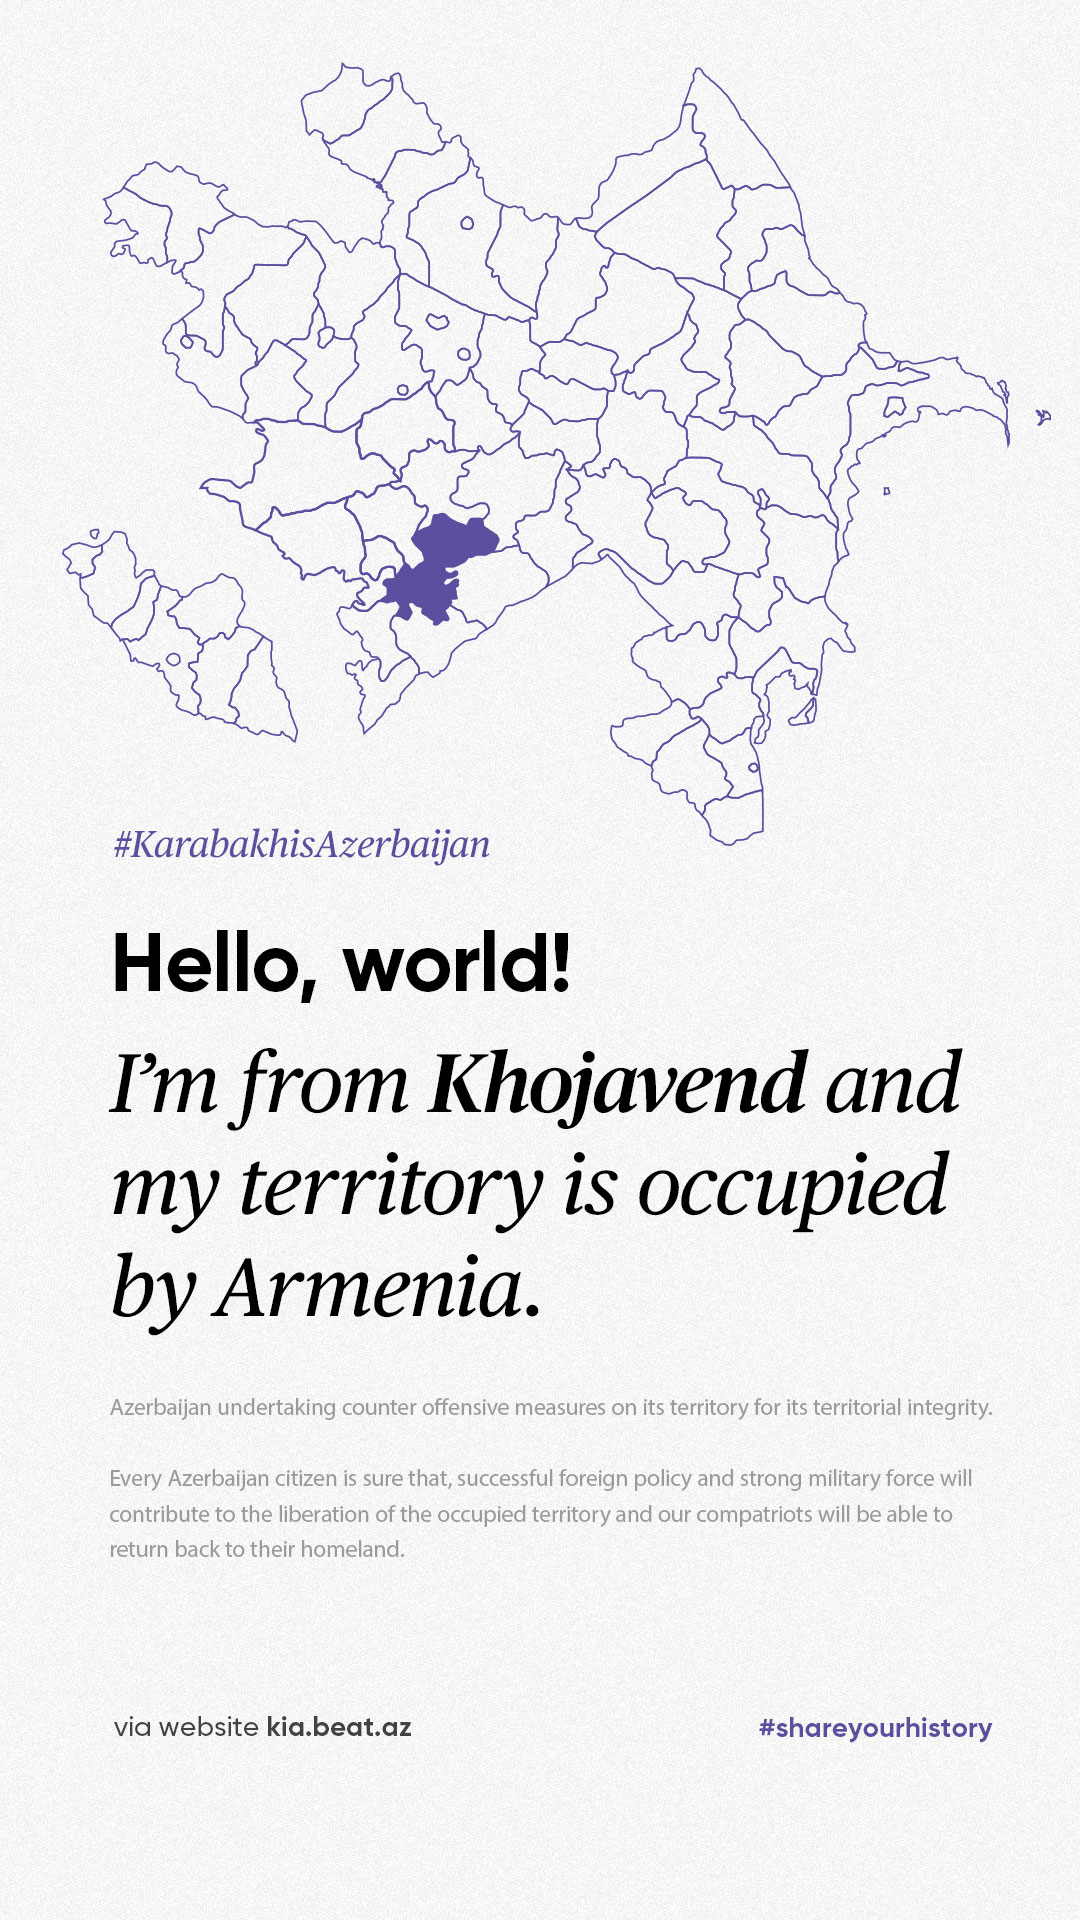 #KarabakhisAzerbaijan
Hello, world!
I’m from Khojavend and
my territory is occupied
by Armenia.
Azerbaijan undertaking counter offensive measures on its territory for its territorial integrity.
Every Azerbaijan citizen is sure that, successful foreign policy and strong military force will
contribute to the liberation of the occupied territory and our compatriots will be able to
return back to their homeland.
via website kia.beat.az
#shareyourhistory